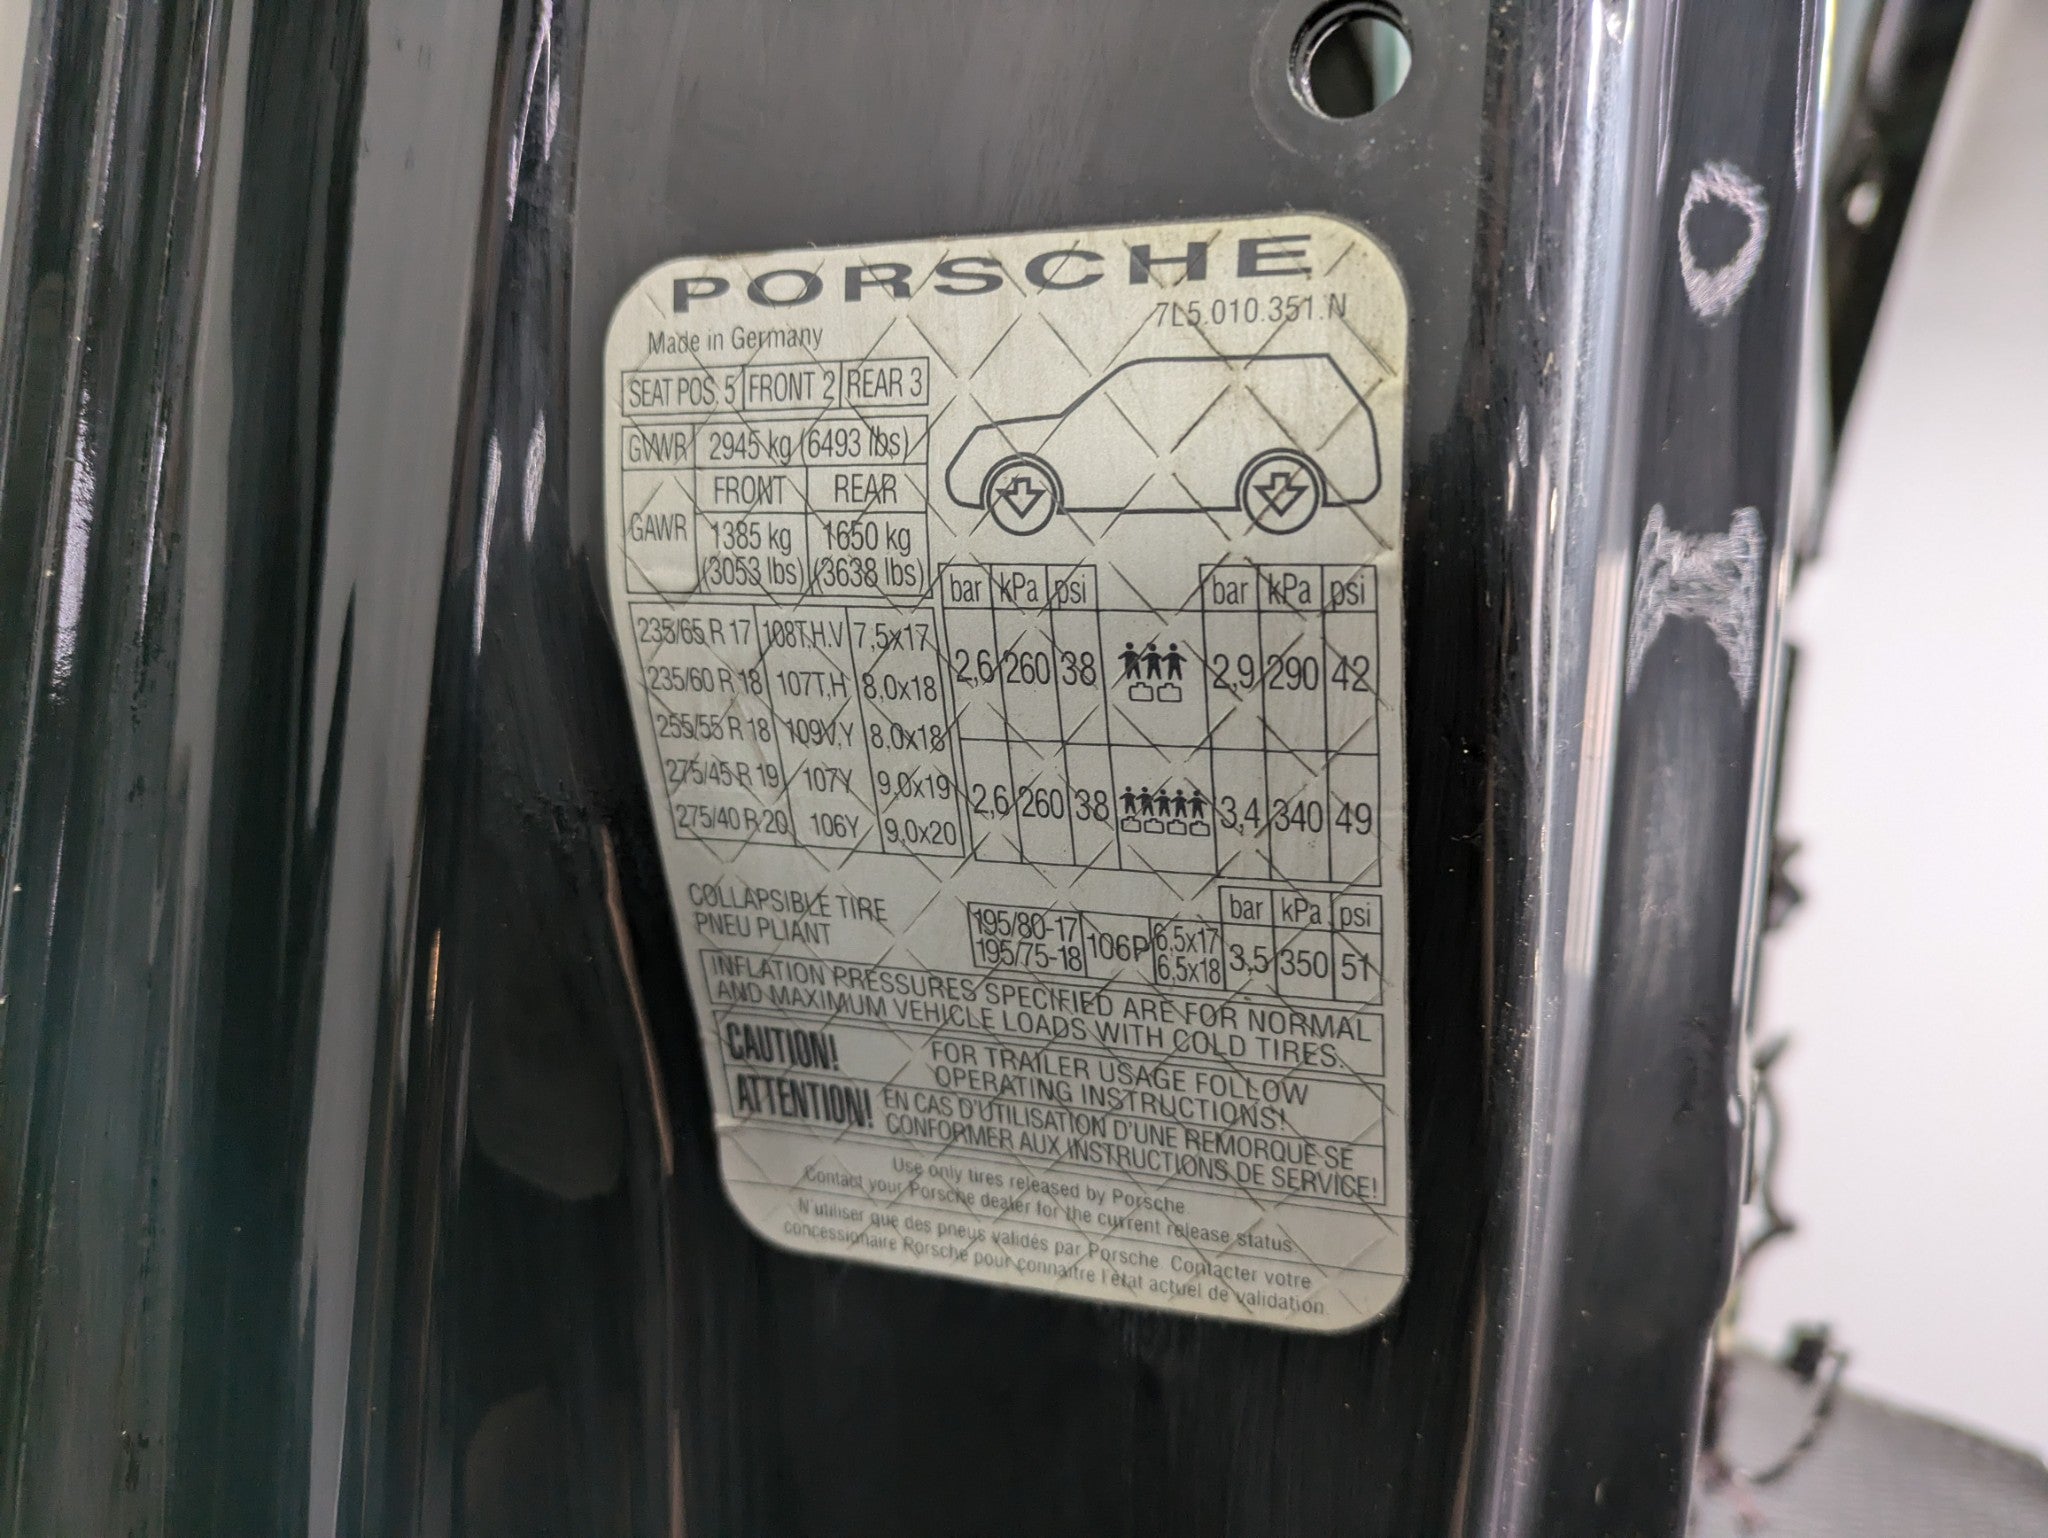 PORSCHE
7L5.010.351.N
Made in Germany
SEAT POS. 5 FRONT 2 REAR 3
GVWR 2945 kg (6493 lbs)
FRONT REAR
GAWR 1385 kg 1650 kg
(3053 lbs) (3638 lbs)
bar kPa psi bar kPa psi
235/65 R 17 108T,H,V 7,5x17
235/60 R 18 107T,H 8,0x18
255/55 R 18 109V,Y 8,0x18
275/45 R 19 107Y 9,0x19
275/40 R 20 106Y 9,0x20
2,6 260 38 2,9 290 42
2,6 260 38 3,4 340 49
COLLAPSIBLE TIRE
PNEU PLIANT
bar kPa psi
195/80-17 6,5x17
195/75-18 106P 6,5x18 3,5 350 51
INFLATION PRESSURES SPECIFIED ARE FOR NORMAL
AND MAXIMUM VEHICLE LOADS WITH COLD TIRES.
CAUTION! FOR TRAILER USAGE FOLLOW
OPERATING INSTRUCTIONS!
ATTENTION! EN CAS D'UTILISATION D'UNE REMORQUE SE
CONFORMER AUX INSTRUCTIONS DE SERVICE!
Use only tires released by Porsche.
Contact your Porsche dealer for the current release status.
N'utiliser que des pneus validés par Porsche. Contacter votre
concessionaire Porsche pour connaitre l'état actuel de validation.